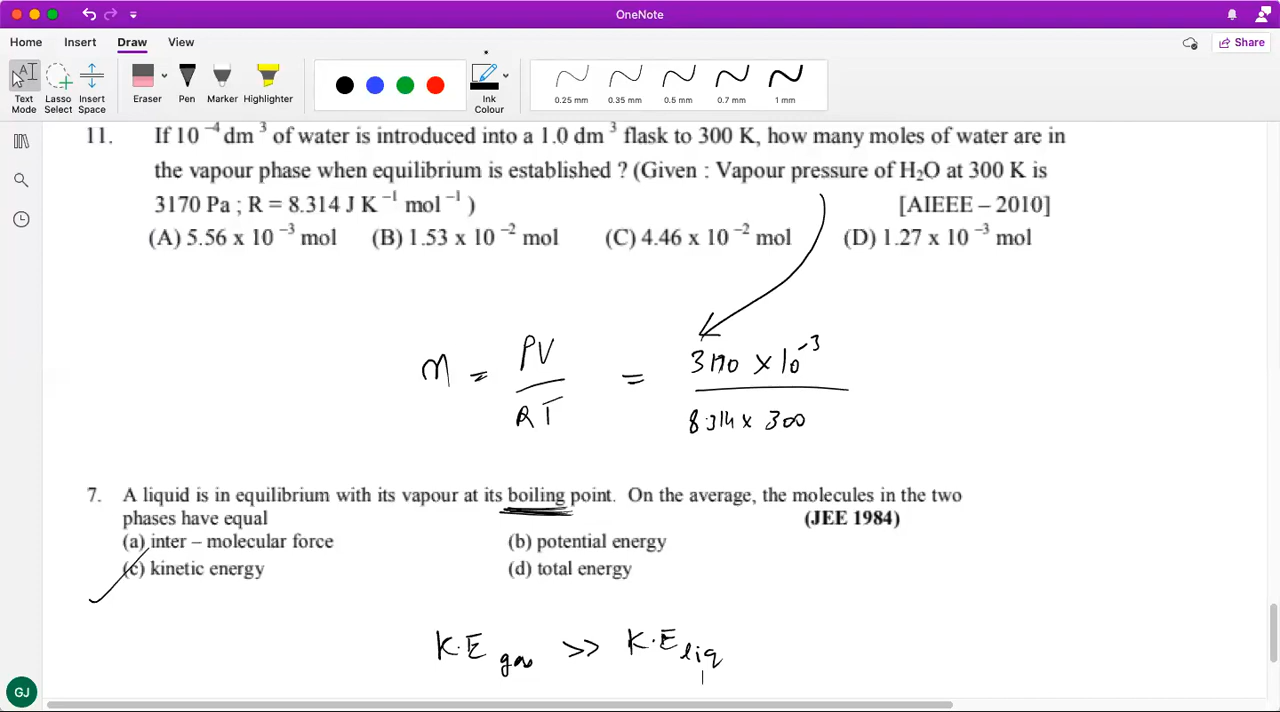 OneNote
Home Insert Draw View
Share
Text Mode
Lasso Select
Insert Space
Eraser
Pen
Marker
Highlighter
Ink Colour
0.25 mm
0.35 mm
0.5 mm
0.7 mm
1 mm
11. If 10⁻⁴ dm³ of water is introduced into a 1.0 dm³ flask to 300 K, how many moles of water are in
the vapour phase when equilibrium is established ? (Given : Vapour pressure of H₂O at 300 K is
3170 Pa ; R = 8.314 J K⁻¹ mol⁻¹ ) [AIEEE – 2010]
(A) 5.56 x 10⁻³ mol (B) 1.53 x 10⁻² mol (C) 4.46 x 10⁻² mol (D) 1.27 x 10⁻³ mol
n = PV / RT = 3170 × 10⁻³ / 8.314 × 300
7. A liquid is in equilibrium with its vapour at its boiling point. On the average, the molecules in the two
phases have equal (JEE 1984)
(a) inter – molecular force (b) potential energy
(c) kinetic energy (d) total energy
K.E gas >> K.E liq
GJ